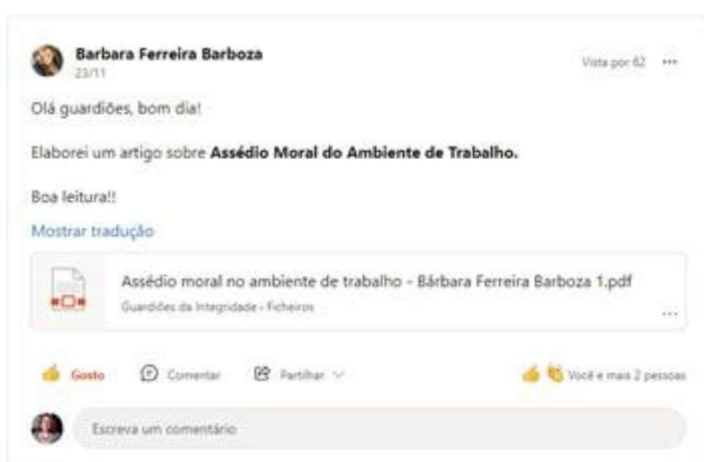 Barbara Ferreira Barboza
23/11
Vista por 62 ...
Olá guardiões, bom dia!
Elaborei um artigo sobre Assédio Moral do Ambiente de Trabalho.
Boa leitura!!
Mostrar tradução
Assédio moral no ambiente de trabalho - Bárbara Ferreira Barboza 1.pdf
Guardiões da Integridade - Ficheiros
...
Gosto Comentar Partilhar Você e mais 2 pessoas
Escreva um comentário